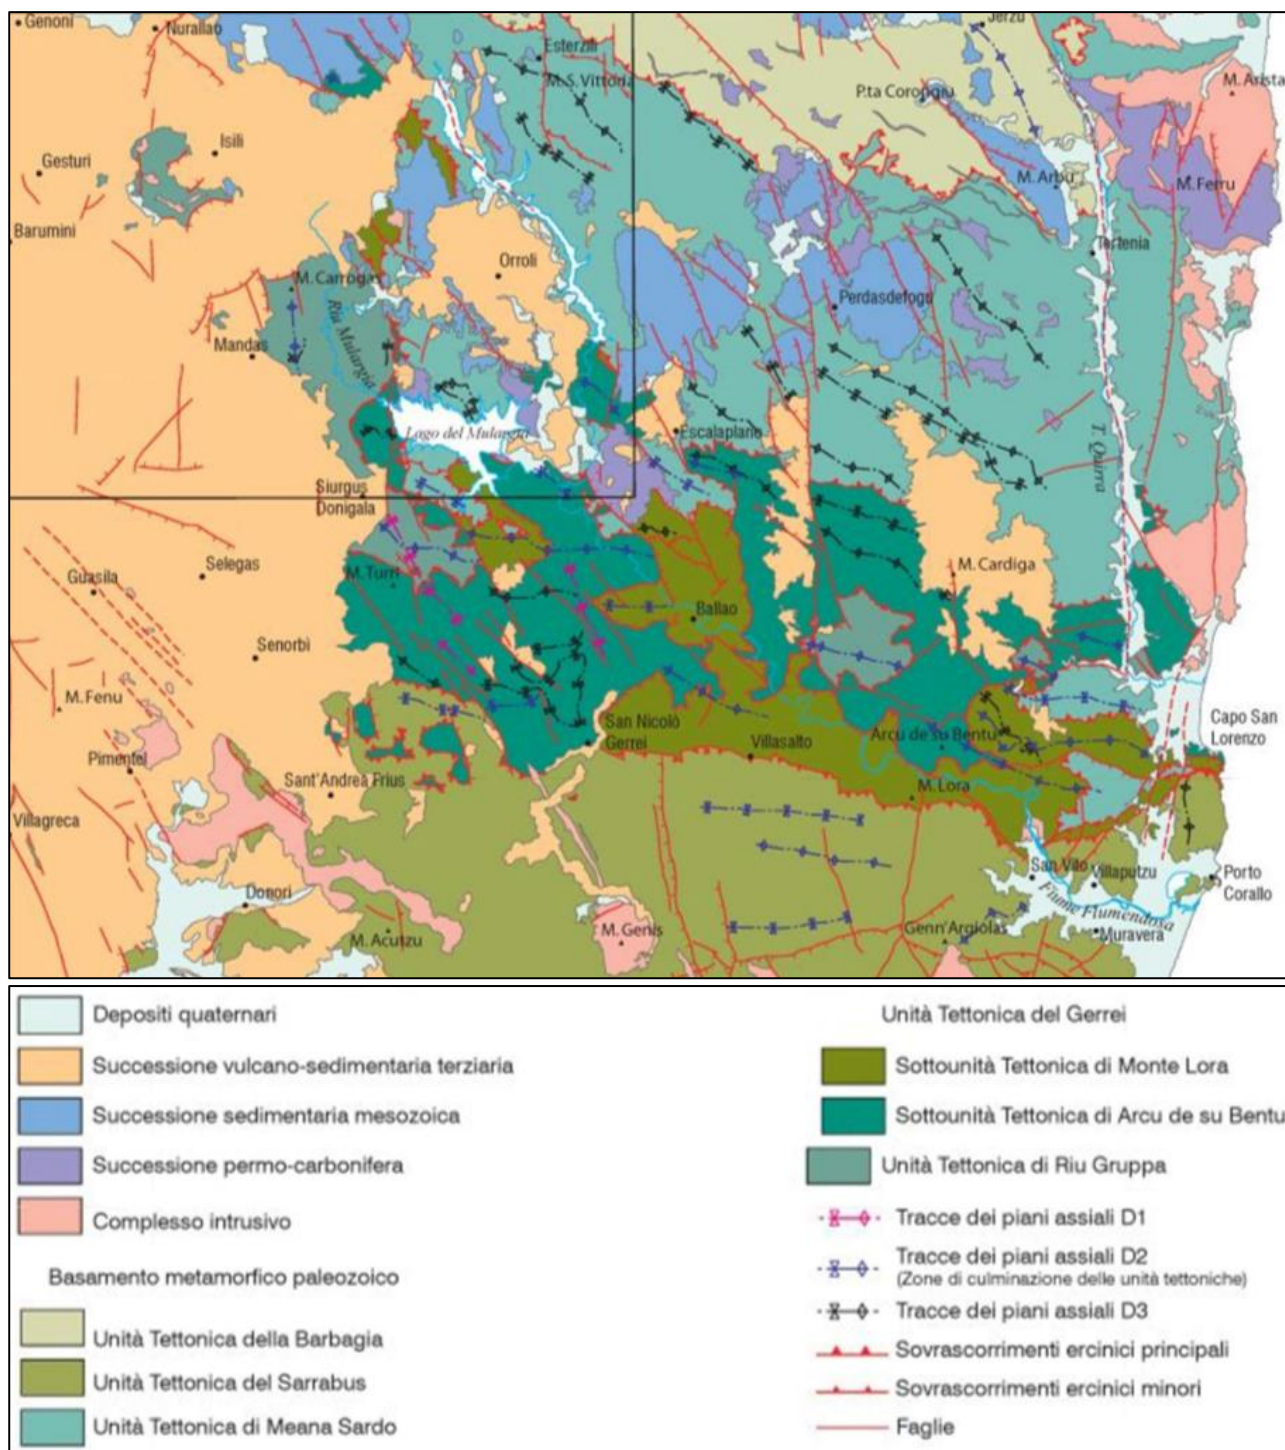 Genoni
Nurallao
Esterzili
M.S. Vittoria
Jerzu
P.ta Corongiu
M. Arista
Isili
Gesturi
M. Arbu
M. Ferru
Barumini
Orroli
Tertenia
M. Carrogas
Riu Mulargia
Perdasdefogu
Mandas
Lago del Mulargia
Escalaplano
T. Quirra
Siurgus
Donigala
Selegas
Guasila
M. Turri
M. Cardiga
Ballao
Senorbì
M. Fenu
San Nicolò
Gerrei
Villasalto
Arcu de su Bentu
Capo San
Lorenzo
Pimentel
Sant'Andrea Frius
M. Lora
Villagreca
San Vito
Villaputzu
Porto
Corallo
Donori
Fiume Flumendosa
M. Acutzu
M. Genis
Genn'Argiolas
Muravera
Depositi quaternari
Successione vulcano-sedimentaria terziaria
Successione sedimentaria mesozoica
Successione permo-carbonifera
Complesso intrusivo
Basamento metamorfico paleozoico
Unità Tettonica della Barbagia
Unità Tettonica del Sarrabus
Unità Tettonica di Meana Sardo
Unità Tettonica del Gerrei
Sottounità Tettonica di Monte Lora
Sottounità Tettonica di Arcu de su Bentu
Unità Tettonica di Riu Gruppa
Tracce dei piani assiali D1
Tracce dei piani assiali D2
(Zone di culminazione delle unità tettoniche)
Tracce dei piani assiali D3
Sovrascorrimenti ercinici principali
Sovrascorrimenti ercinici minori
Faglie